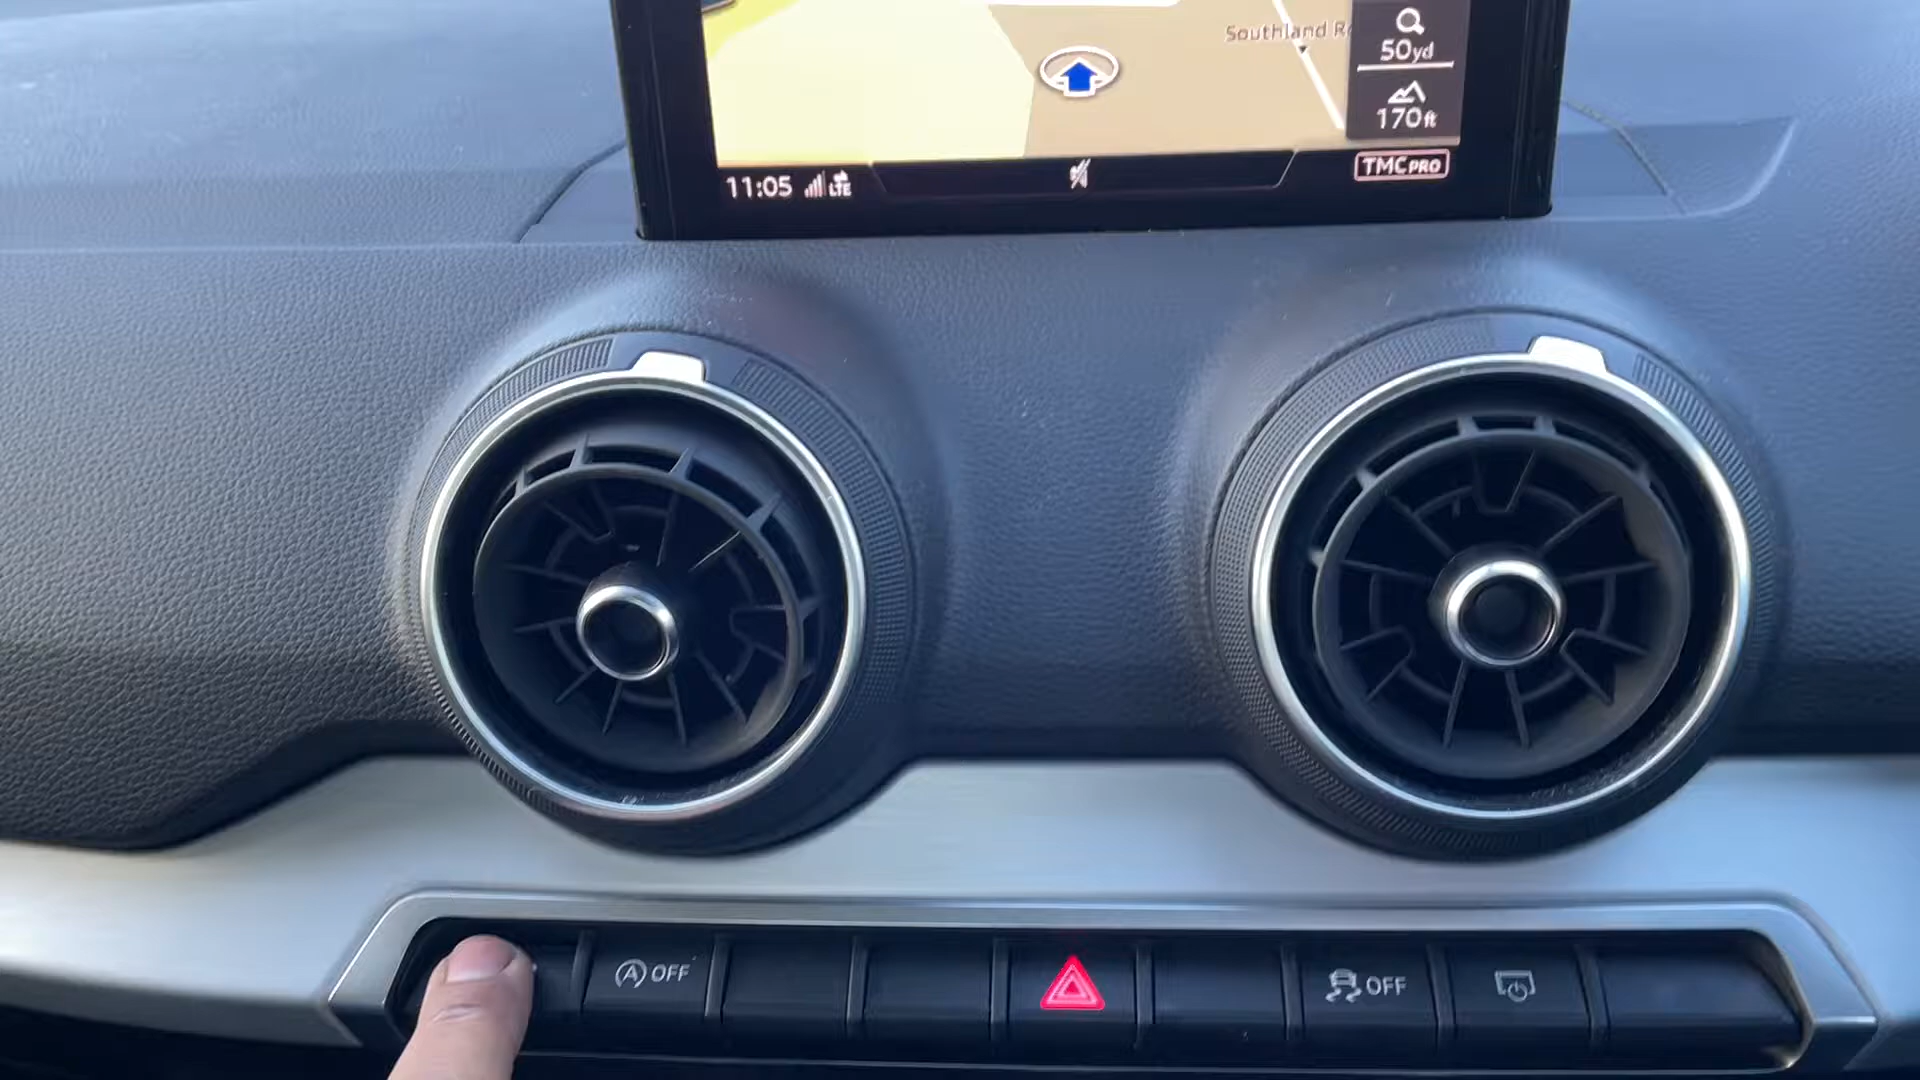 Southland R
50yd
170ft
11:05 LTE
TMC PRO
A OFF
OFF